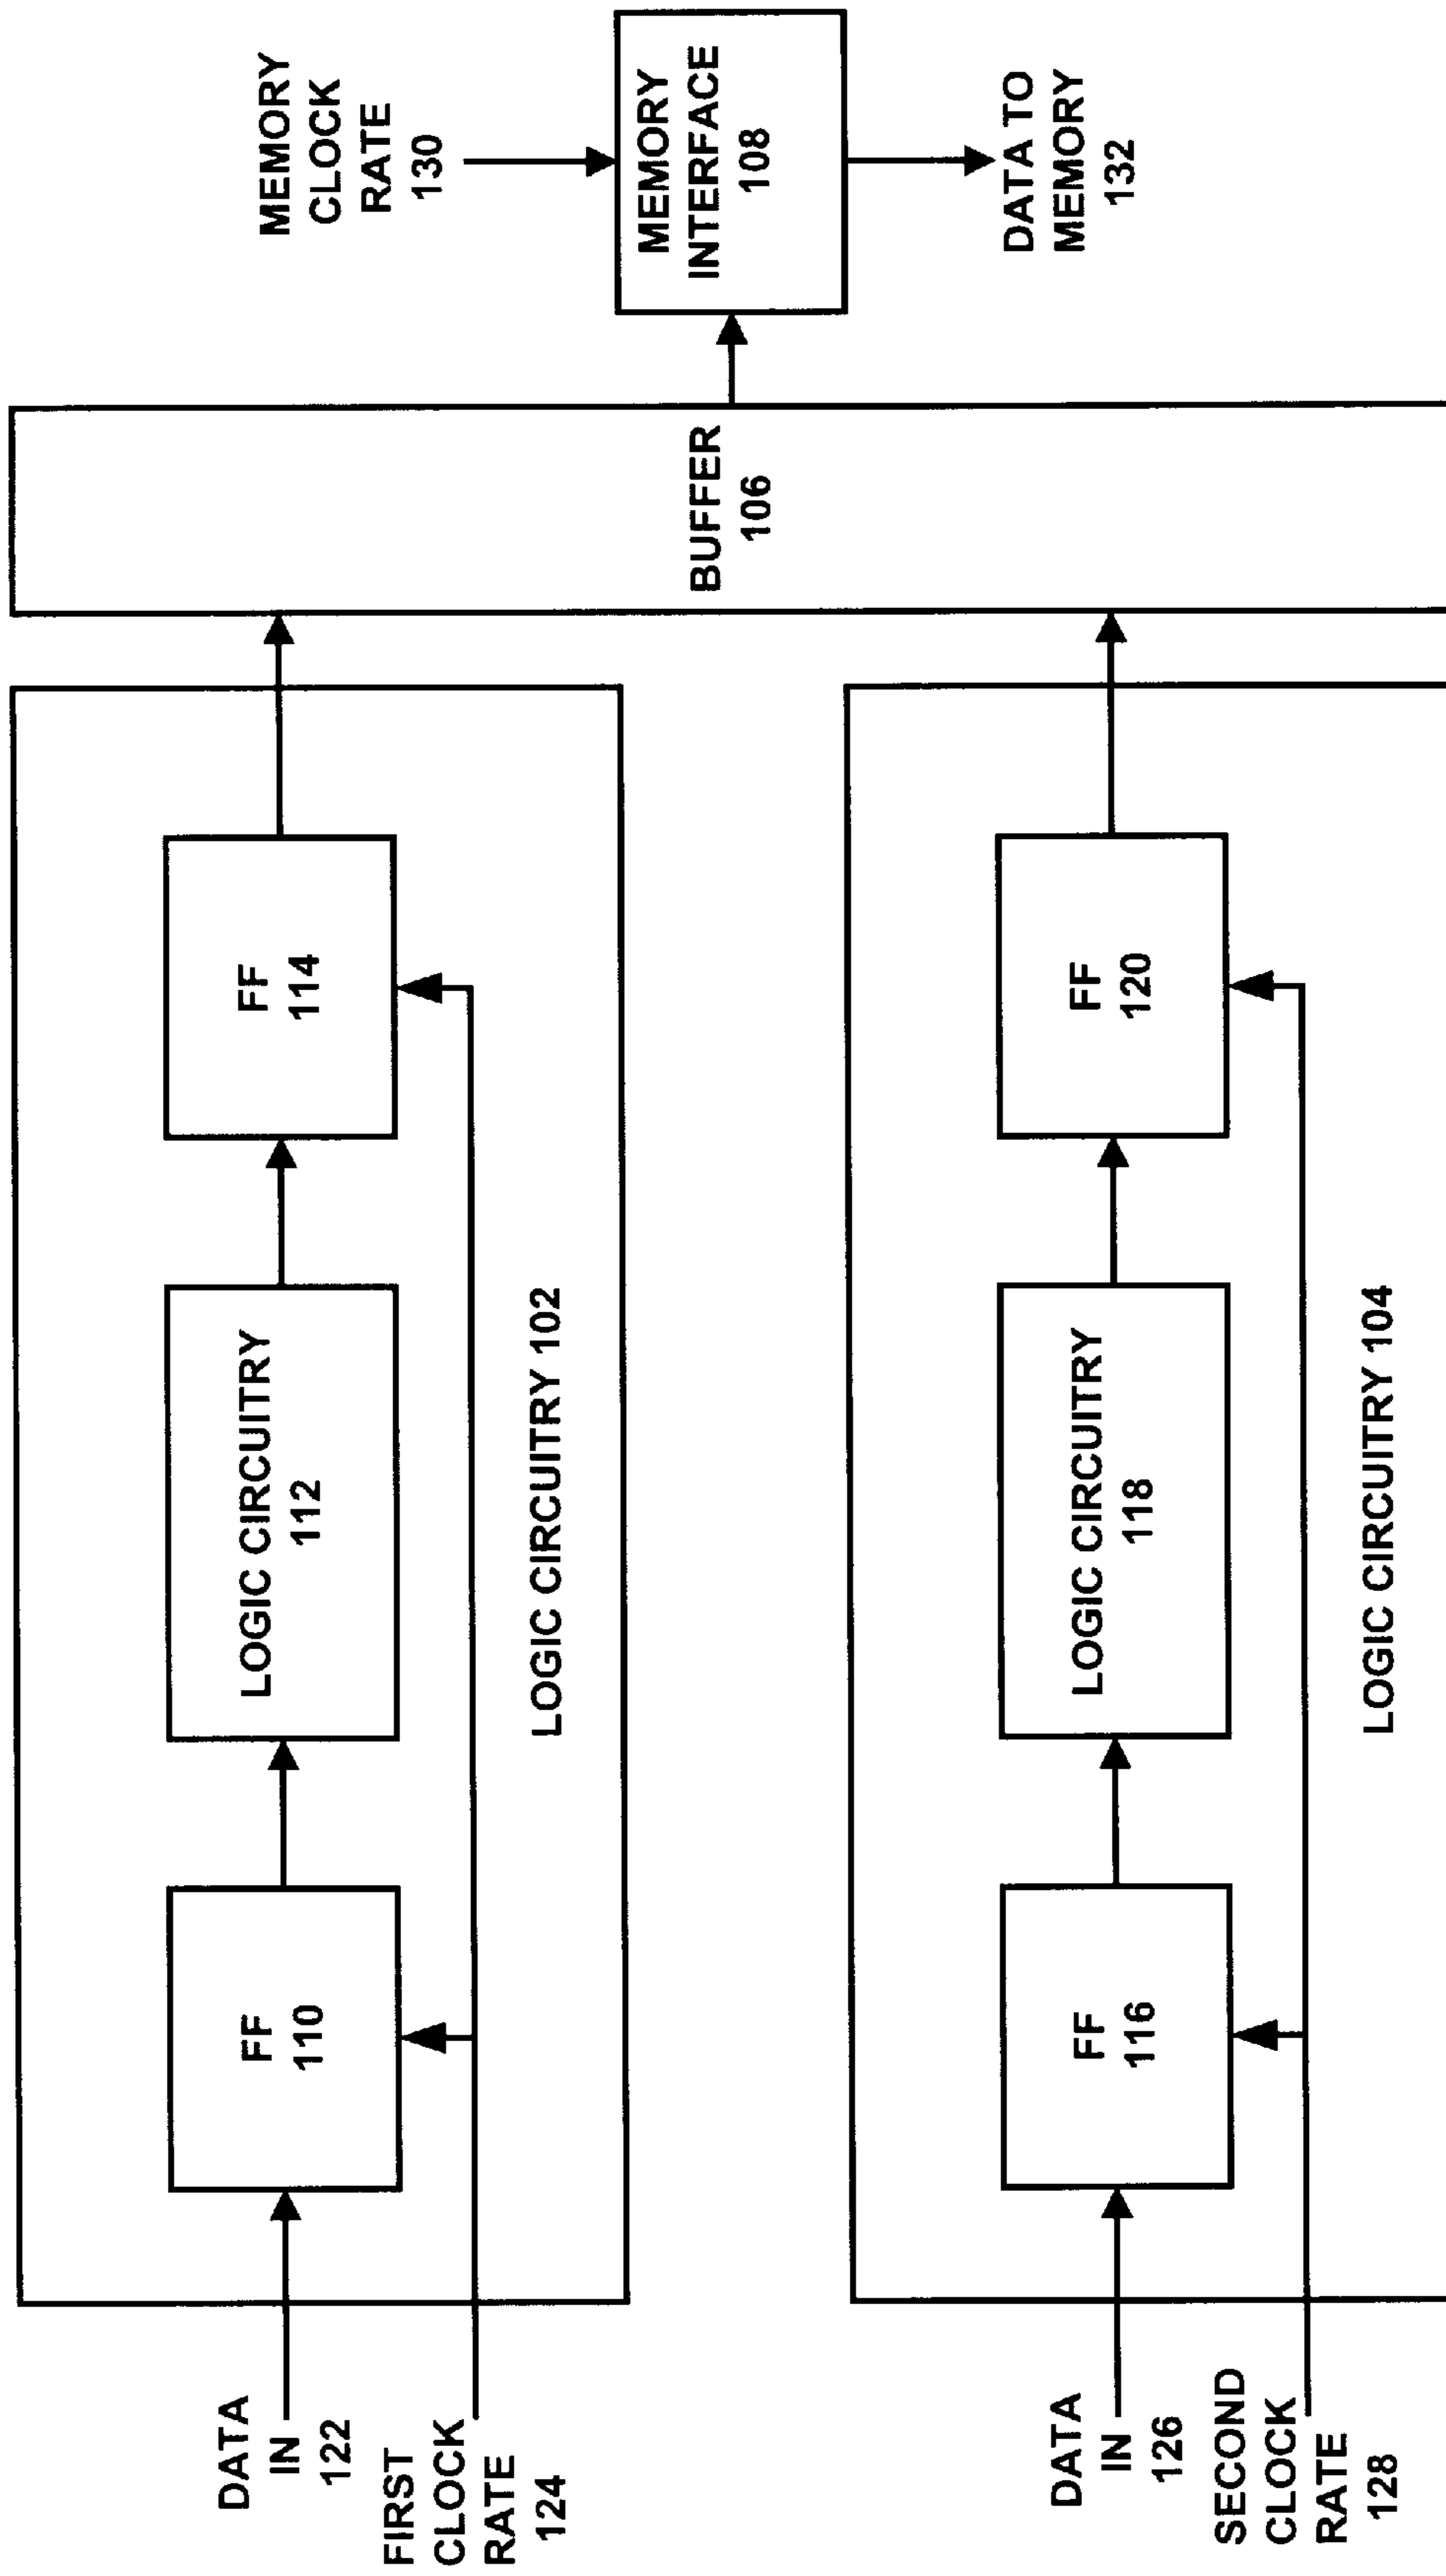 DATA
IN
122
FIRST
CLOCK
RATE
124
FF
110
LOGIC CIRCUITRY
112
FF
114
LOGIC CIRCUITRY 102
DATA
IN
126
SECOND
CLOCK
RATE
128
FF
116
LOGIC CIRCUITRY
118
FF
120
LOGIC CIRCUITRY 104
BUFFER
106
MEMORY
CLOCK
RATE
130
MEMORY
INTERFACE
108
DATA TO
MEMORY
132